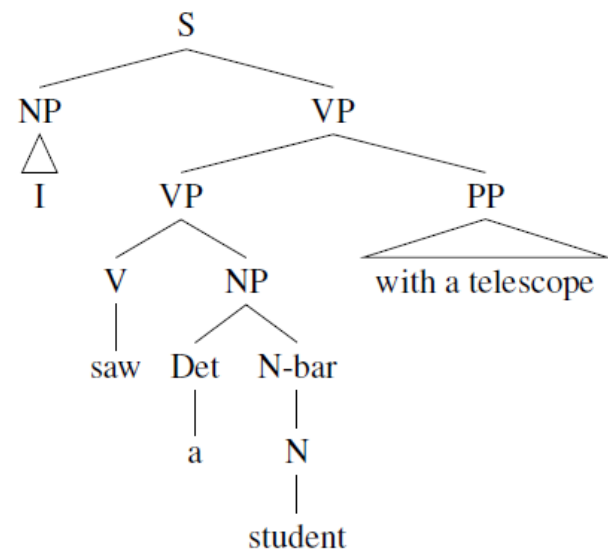 S
NP VP
I VP PP
V NP with a telescope
saw Det N-bar
a N
student